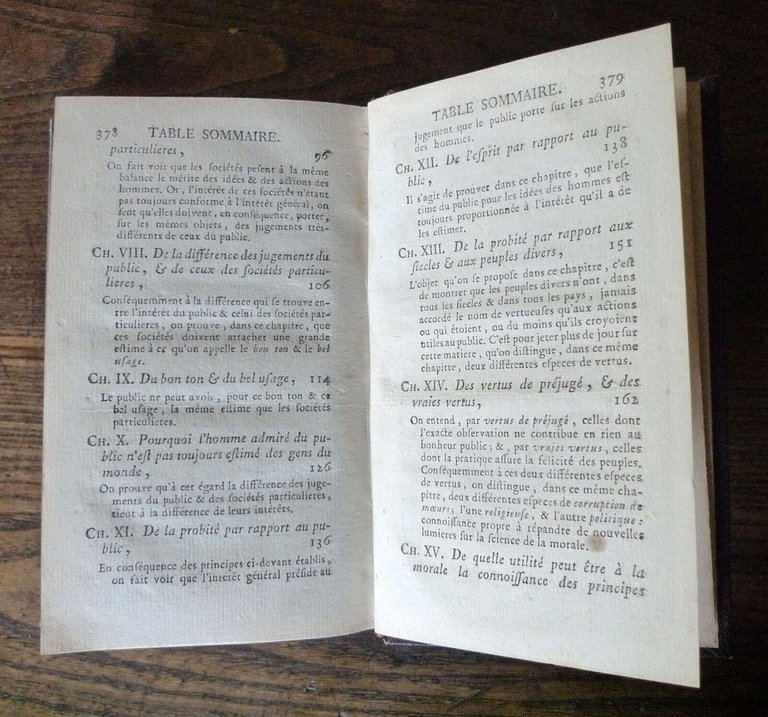 378 TABLE SOMMAIRE.
particulieres, 96
On fait voir que les sociétés pesent à la même
balance le mérite des idées & des actions des
hommes. Or, l'intérêt de ces sociétés n'étant
pas toujours conforme à l'intérêt général, on
sent qu'elles doivent, en conséquence, porter,
sur les mêmes objets, des jugements très-
différents de ceux du public.
CH. VIII. De la différence des jugements du
public, & de ceux des sociétés particu-
lieres, 106
Conséquemment à la différence qui se trouve en-
tre l'intérêt du public & celui des sociétés par-
ticulieres, on prouve, dans ce chapitre, que
ces sociétés doivent attacher une grande
estime à ce qu'on appelle le bon ton & le bel
usage.
CH. IX. Du bon ton & du bel usage, 114
Le public ne peut avoir, pour ce bon ton & ce
bel usage, la même estime que les sociétés
particulieres.
CH. X. Pourquoi l'homme admiré du pu-
blic n'est pas toujours estimé des gens du
monde, 126
On prouve qu'à cet égard la différence des juge-
ments du public & des sociétés particulieres,
tient à la différence de leurs intérêts.
CH. XI. De la probité par rapport au pu-
blic, 136
En conséquence des principes ci-devant établis,
on fait voir que l'intérêt général préside au
TABLE SOMMAIRE. 379
jugement que le public porte sur les actions
des hommes.
CH. XII. De l'esprit par rapport au pu-
blic, 138
Il s'agit de prouver dans ce chapitre, que l'es-
time du public pour les idées des hommes est
toujours proportionnée à l'intérêt qu'il a de
les estimer.
CH. XIII. De la probité par rapport aux
siecles & aux peuples divers, 151
L'objet qu'on se propose dans ce chapitre, c'est
de montrer que les peuples divers n'ont, dans
tous les siecles & dans tous les pays, jamais
accordé le nom de vertueuses qu'aux actions
ou qui étoient, ou du moins qu'ils croyoient
utiles au public. C'est pour jeter plus de jour sur
cette matiere, qu'on distingue, dans ce même
chapitre, deux différentes especes de vertus.
CH. XIV. Des vertus de préjugé, & des
vraies vertus, 162
On entend, par vertus de préjugé, celles dont
l'exacte observation ne contribue en rien au
bonheur public; &, par vraies vertus, celles
dont la pratique assure la félicité des peuples.
Conséquemment à ces deux différentes especes
de vertus, on distingue, dans ce même cha-
pitre, deux différentes especes de corruption de
mœurs; l'une religieuse, & l'autre politique:
connoissance propre à répandre de nouvelles
lumieres sur la science de la morale.
CH. XV. De quelle utilité peut être à la
morale la connoissance des principes